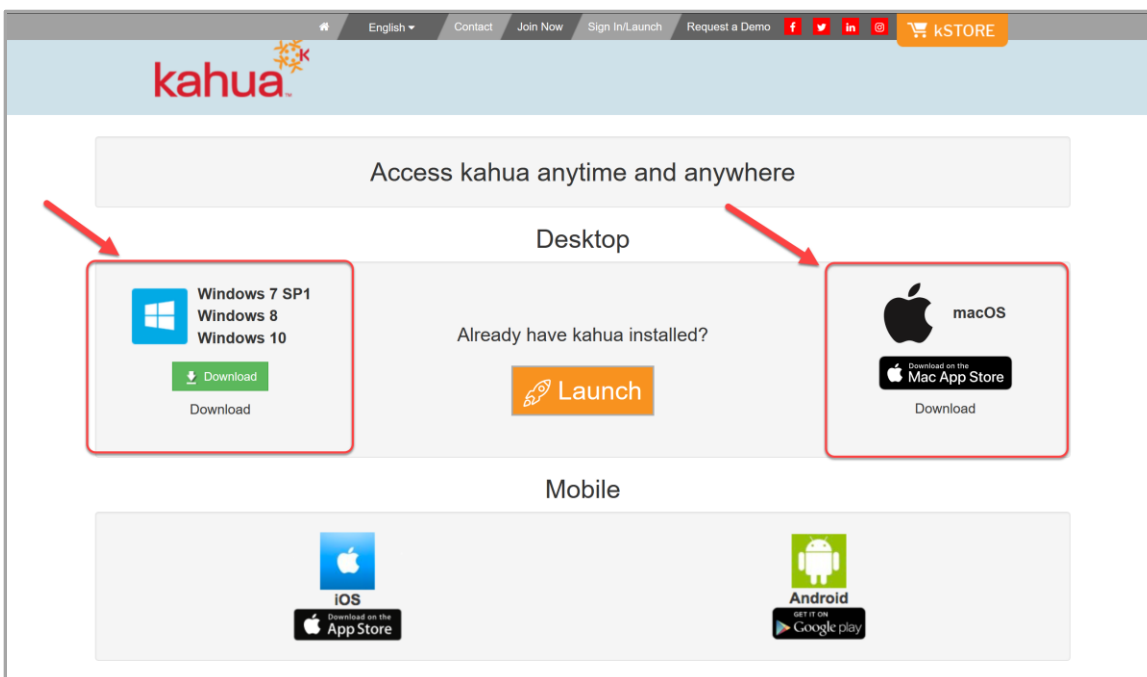 English
Contact
Join Now
Sign In/Launch
Request a Demo
f
in
kSTORE
kahua K
™
Access kahua anytime and anywhere
Desktop
Windows 7 SP1
Windows 8
Windows 10
Download
Download
Already have kahua installed?
Launch
macOS
Download on the
Mac App Store
Download
Mobile
iOS
Download on the
App Store
Android
GET IT ON
Google play